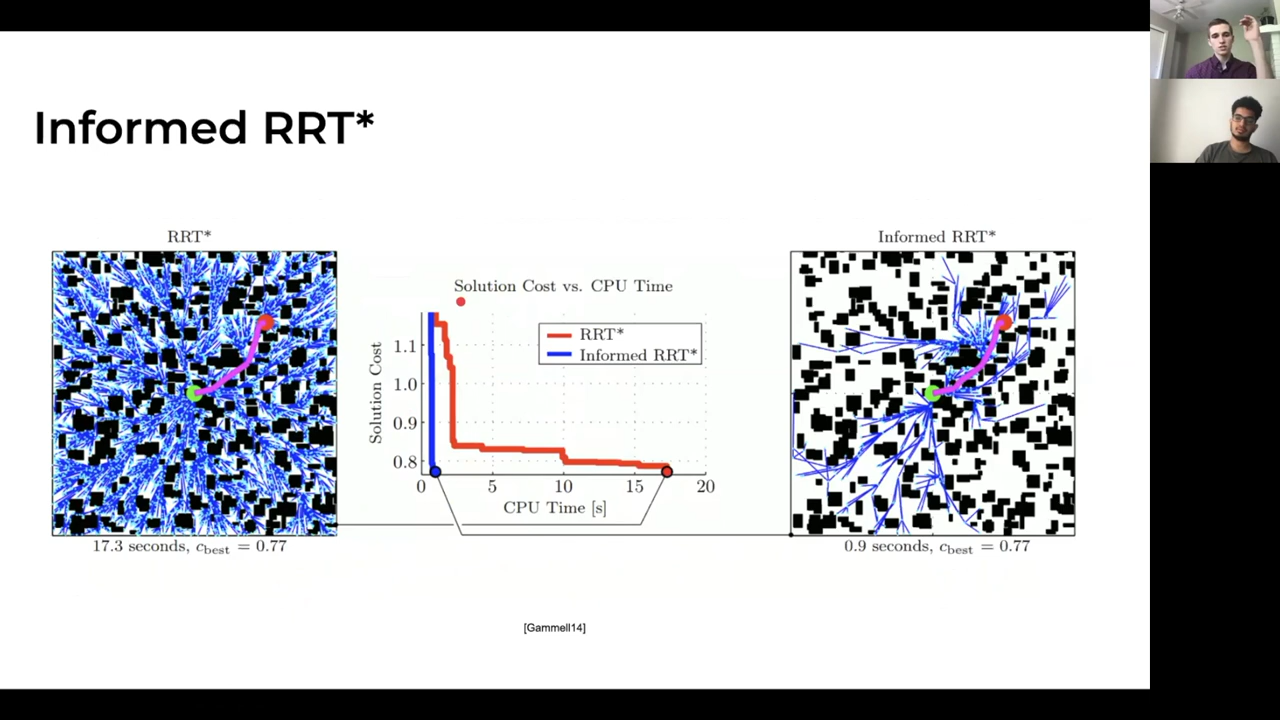 Informed RRT*
RRT*
17.3 seconds, cbest = 0.77
Solution Cost vs. CPU Time
RRT*
Informed RRT*
Solution Cost
1.1
1.0
0.9
0.8
0 5 10 15 20
CPU Time [s]
Informed RRT*
0.9 seconds, cbest = 0.77
[Gammell14]